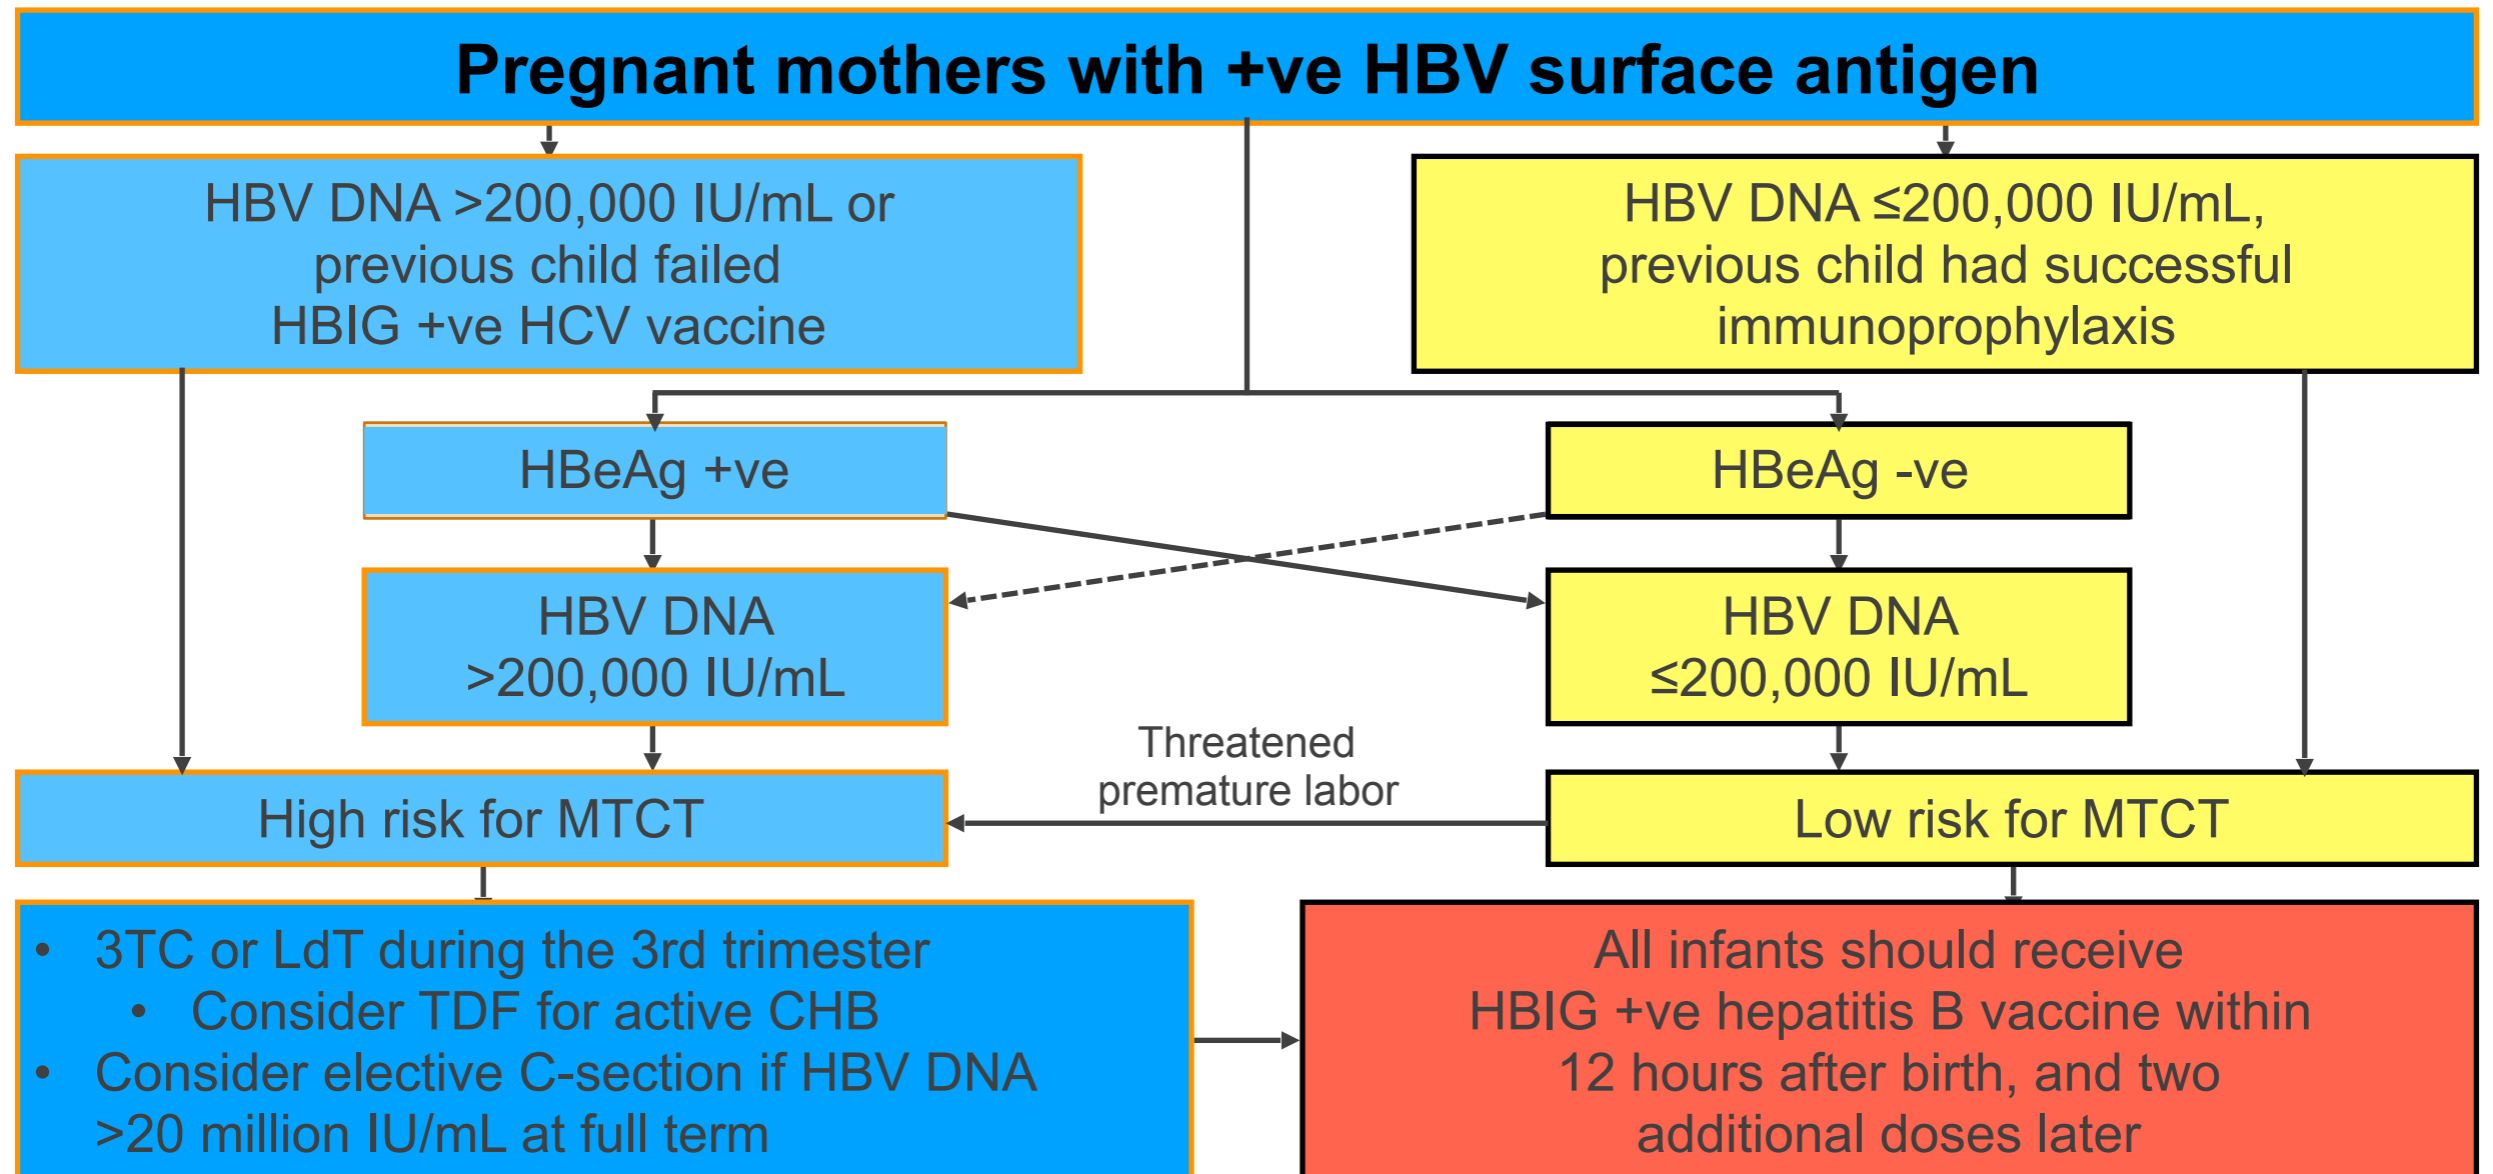 Pregnant mothers with +ve HBV surface antigen
HBV DNA >200,000 IU/mL or
previous child failed
HBIG +ve HCV vaccine
HBV DNA ≤200,000 IU/mL,
previous child had successful
immunoprophylaxis
HBeAg +ve
HBeAg -ve
HBV DNA
>200,000 IU/mL
HBV DNA
≤200,000 IU/mL
Threatened
premature labor
High risk for MTCT
Low risk for MTCT
• 3TC or LdT during the 3rd trimester
• Consider TDF for active CHB
• Consider elective C-section if HBV DNA
>20 million IU/mL at full term
All infants should receive
HBIG +ve hepatitis B vaccine within
12 hours after birth, and two
additional doses later